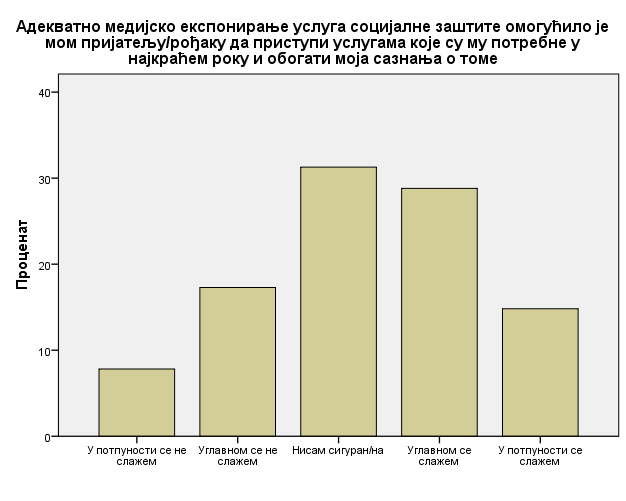 Адекватно медијско експонирање услуга социјалне заштите омогућило је
мом пријатељу/рођаку да приступи услугама које су му потребне у
најкраћем року и обогати моја сазнања о томе
Проценат
40
30
20
10
0
У потпуности се не
слажем
Углавном се не
слажем
Нисам сигуран/на
Углавном се
слажем
У потпуности се
слажем